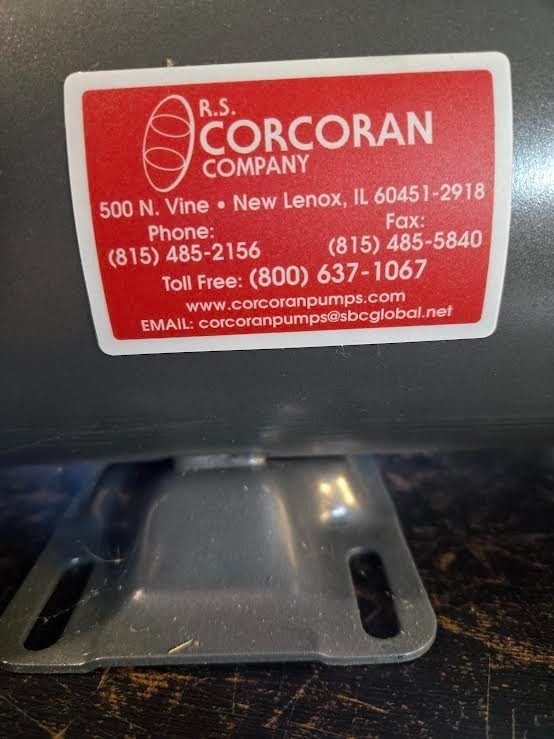 R.S.
CORCORAN
COMPANY
500 N. Vine • New Lenox, IL 60451-2918
Phone: Fax:
(815) 485-2156 (815) 485-5840
Toll Free: (800) 637-1067
www.corcoranpumps.com
EMAIL: corcoranpumps@sbcglobal.net